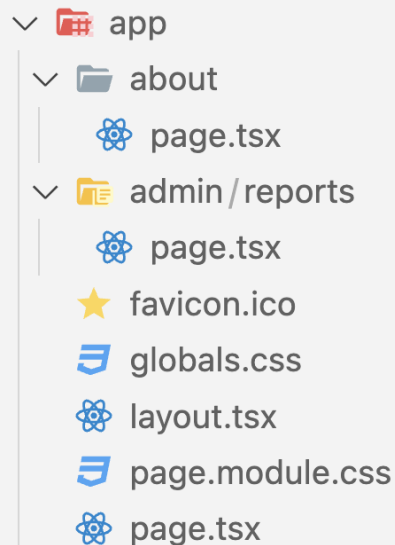 app
about
page.tsx
admin/reports
page.tsx
favicon.ico
globals.css
layout.tsx
page.module.css
page.tsx